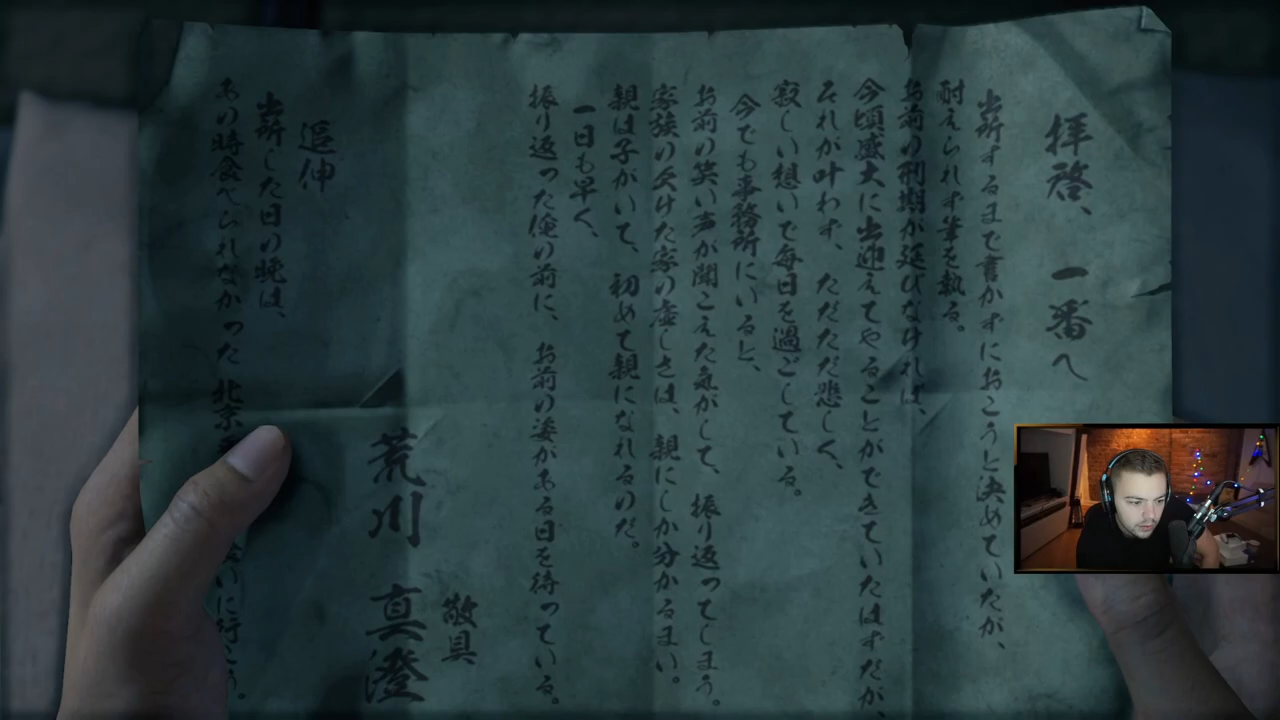 拝啓、一番へ
出所するまで書かずにおこうと決めていたが、
耐えられず筆を執る。
お前の刑期が延びなければ、
今頃盛大に出迎えてやることができていたはずだが、
それが叶わず、ただただ悲しく、
寂しい想いで毎日を過ごしている。
今でも事務所にいると、
お前の笑い声が聞こえた気がして、振り返ってしまう。
家族の欠けた家の虚しさは、親にしか分かるまい。
親は子がいて、初めて親になれるのだ。
一日も早く、
振り返った俺の前に、お前の姿がある日を待っている。
敬具
荒川 真澄
追伸
出所した日の晩は、
あの時食べられなかった北京
いに行こう。